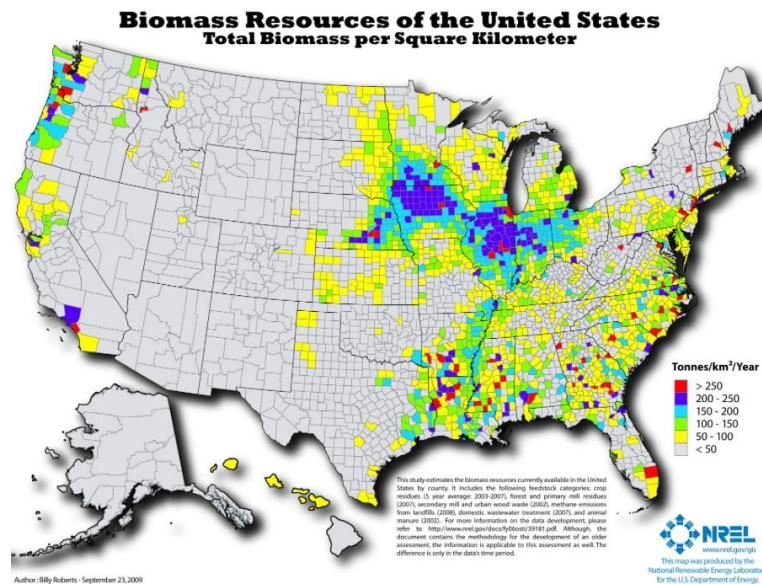 Biomass Resources of the United States
Total Biomass per Square Kilometer
Tonnes/km²/Year
> 250
200 - 250
150 - 200
100 - 150
50 - 100
< 50
This study estimates the biomass resources currently available in the United
States by county. It includes the following feedstock categories: crop
residues (5 year average: 2003-2007), forest and primary mill residues
(2007), secondary mill and urban wood waste (2002), methane emissions
from landfills (2008), domestic wastewater treatment (2007), and animal
manure (2002). For more information on the data development, please
refer to http://www.nrel.gov/docs/fy06osti/39181.pdf. Although, the
document contains the methodology for the development of an older
assessment, the information is applicable to this assessment as well. The
difference is only in the data's time period.
NREL
www.nrel.gov/gis
This map was produced by the
National Renewable Energy Laborator
for the U.S. Department of Energy.
Author : Billy Roberts - September 23, 2009